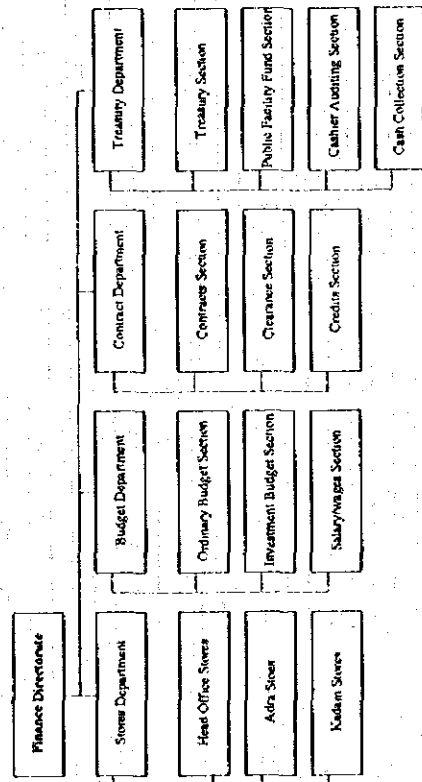 Finance Directorate
Stores Department
Head Office Stores
Adra Stoes
Kadam Stores
Budget Department
Ordinary Budget Section
Investment Budget Section
Salary/wages Section
Contract Department
Contracts Section
Clearance Section
Credits Section
Treasury Department
Treasury Section
Public Facility Fund Section
Cashier Auditing Section
Cash Collection Section